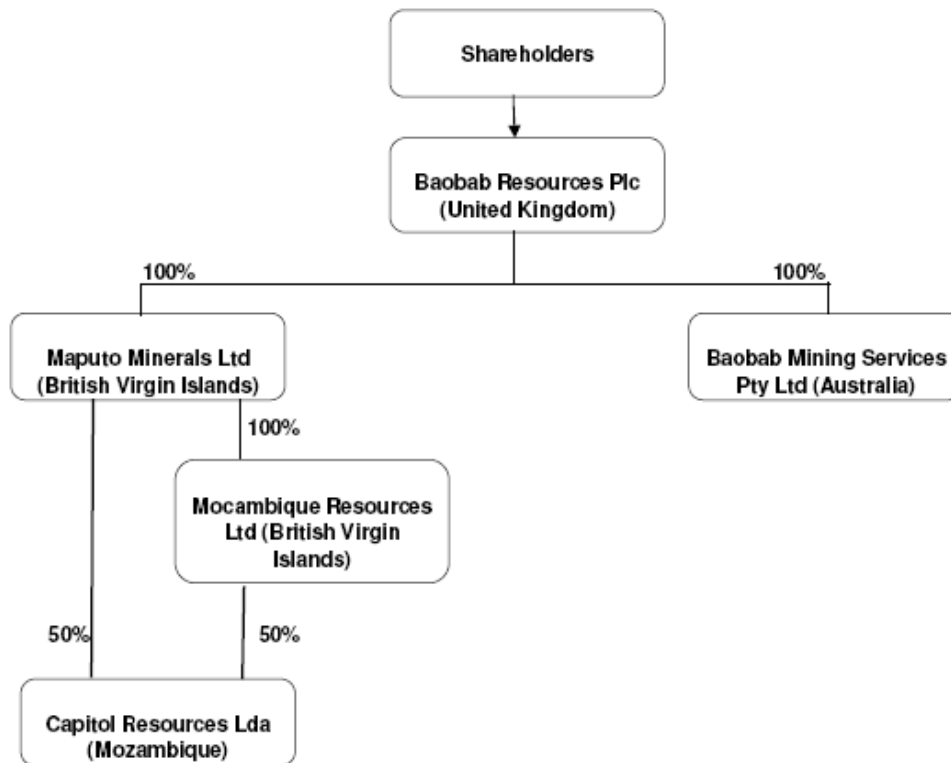 Shareholders
Baobab Resources Plc
(United Kingdom)
100%
100%
Maputo Minerals Ltd
(British Virgin Islands)
Baobab Mining Services
Pty Ltd (Australia)
100%
Mocambique Resources
Ltd (British Virgin
Islands)
50%
50%
Capitol Resources Lda
(Mozambique)